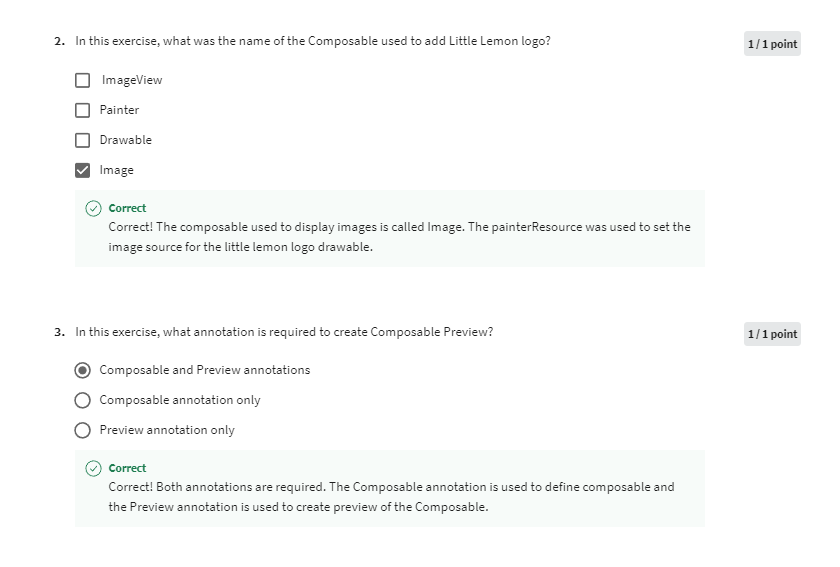 2. In this exercise, what was the name of the Composable used to add Little Lemon logo?
1 / 1 point
ImageView
Painter
Drawable
Image
Correct
Correct! The composable used to display images is called Image. The painterResource was used to set the
image source for the little lemon logo drawable.
3. In this exercise, what annotation is required to create Composable Preview?
1 / 1 point
Composable and Preview annotations
Composable annotation only
Preview annotation only
Correct
Correct! Both annotations are required. The Composable annotation is used to define composable and
the Preview annotation is used to create preview of the Composable.